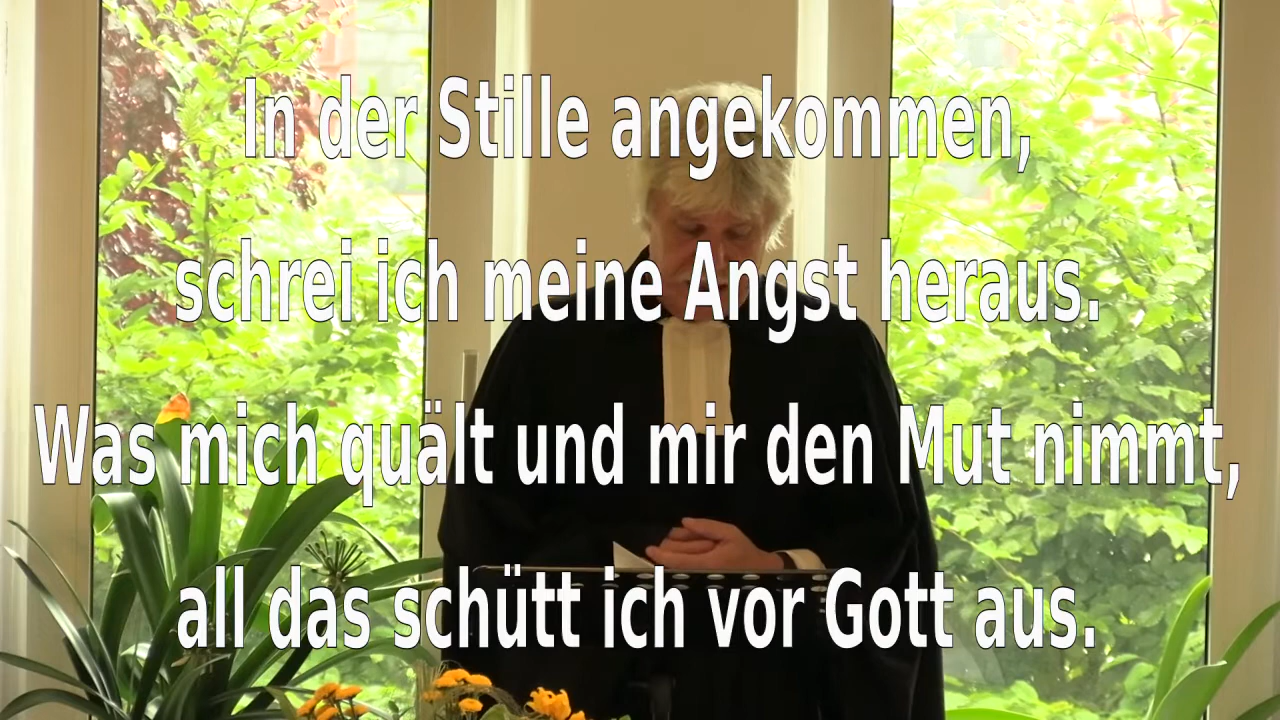 In der Stille angekommen,
schrei ich meine Angst heraus.
Was mich quält und mir den Mut nimmt,
all das schütt ich vor Gott aus.